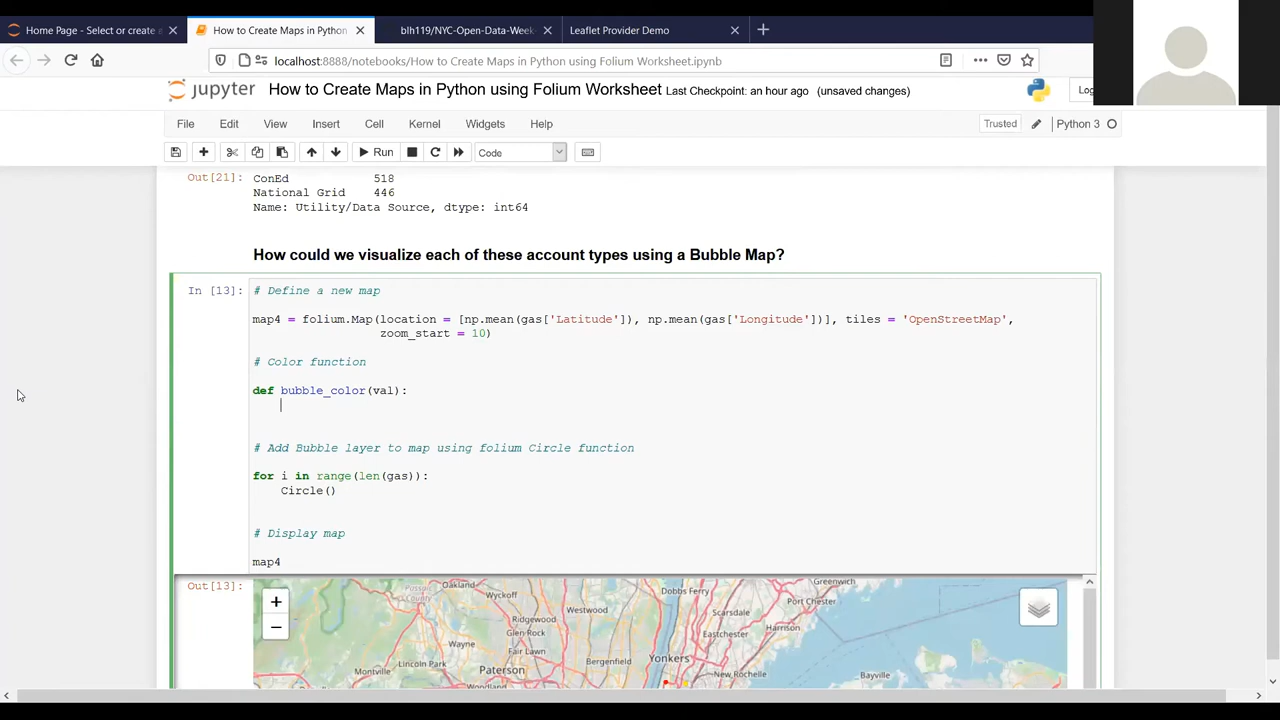 Home Page - Select or create a
How to Create Maps in Python
blh119/NYC-Open-Data-Week-
Leaflet Provider Demo
localhost:8888/notebooks/How to Create Maps in Python using Folium Worksheet.ipynb
jupyter How to Create Maps in Python using Folium Worksheet Last Checkpoint: an hour ago (unsaved changes)
File Edit View Insert Cell Kernel Widgets Help Trusted Python 3
Run Code
Out[21]: ConEd 518
National Grid 446
Name: Utility/Data Source, dtype: int64
How could we visualize each of these account types using a Bubble Map?
In [13]: # Define a new map
map4 = folium.Map(location = [np.mean(gas['Latitude']), np.mean(gas['Longitude'])], tiles = 'OpenStreetMap',
zoom_start = 10)
# Color function
def bubble_color(val):
# Add Bubble layer to map using folium Circle function
for i in range(len(gas)):
Circle()
# Display map
map4
Out[13]:
+
−
Oakland
Wyckoff
Dobbs Ferry
Greenwich
Port Chester
Ridgewood
Westwood
Scarsdale
Glen Rock
Eastchester
Harrison
Wayne
Fair Lawn
Lincoln Park
Bergenfield
Yonkers
Montville
Paterson
New Rochelle
Bayville